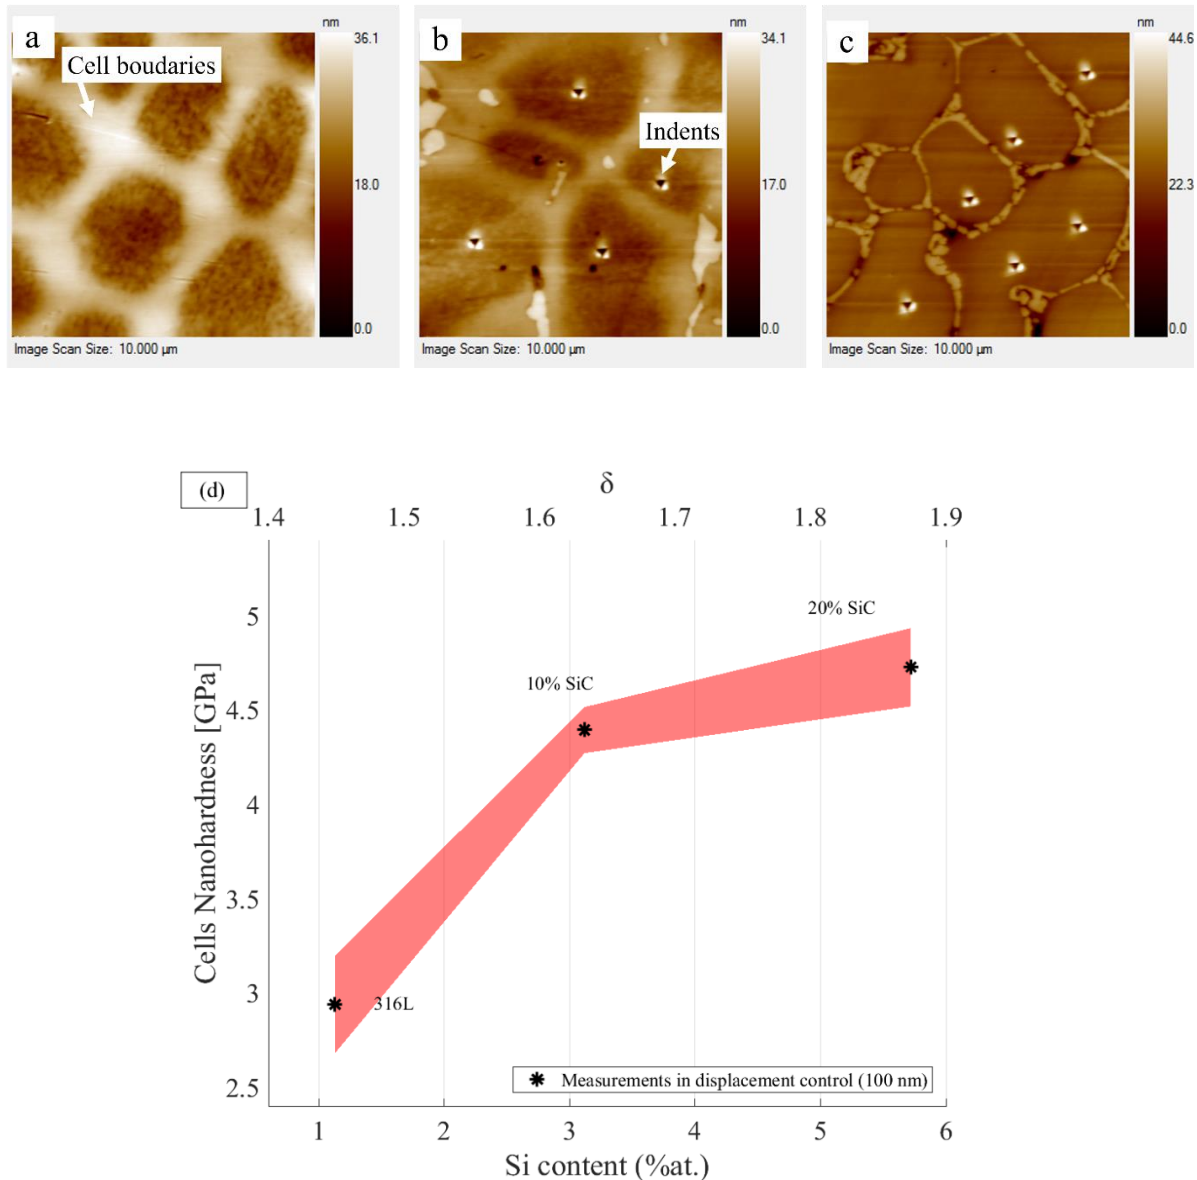 a
Cell boudaries
nm
36.1
18.0
0.0
Image Scan Size: 10.000 µm
b
Indents
nm
34.1
17.0
0.0
Image Scan Size: 10.000 µm
c
nm
44.6
22.3
0.0
Image Scan Size: 10.000 µm
(d)
δ
1.4 1.5 1.6 1.7 1.8 1.9
Cells Nanohardness [GPa]
5
4.5
4
3.5
3
2.5
20% SiC
10% SiC
316L
Measurements in displacement control (100 nm)
1 2 3 4 5 6
Si content (%at.)